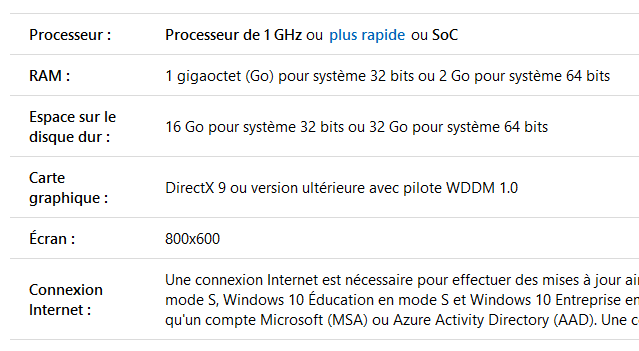 Processeur : Processeur de 1 GHz ou plus rapide ou SoC
RAM : 1 gigaoctet (Go) pour système 32 bits ou 2 Go pour système 64 bits
Espace sur le
disque dur :
16 Go pour système 32 bits ou 32 Go pour système 64 bits
Carte
graphique :
DirectX 9 ou version ultérieure avec pilote WDDM 1.0
Écran : 800x600
Connexion
Internet :
Une connexion Internet est nécessaire pour effectuer des mises à jour ain
mode S, Windows 10 Éducation en mode S et Windows 10 Entreprise en
qu'un compte Microsoft (MSA) ou Azure Activity Directory (AAD). Une c